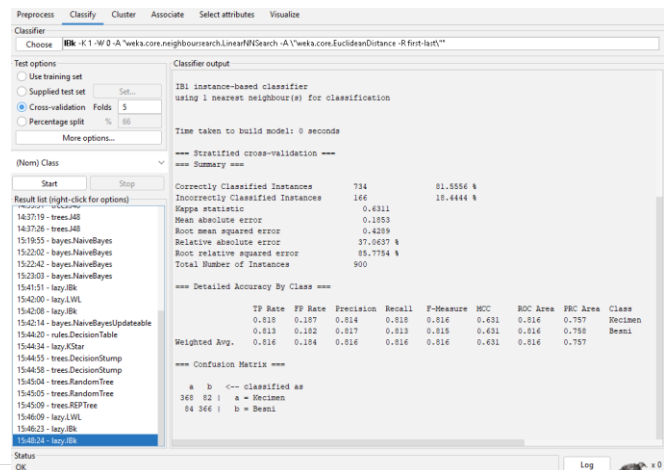 Preprocess Classify Cluster Associate Select attributes Visualize
Classifier
Choose IBk -K 1 -W 0 -A "weka.core.neighboursearch.LinearNNSearch -A \"weka.core.EuclideanDistance -R first-last\""
Test options
Use training set
Supplied test set Set...
Cross-validation Folds 5
Percentage split % 66
More options...
(Nom) Class
Start Stop
Result list (right-click for options)
14:37:19 - trees.J48
14:37:26 - trees.J48
15:19:55 - bayes.NaiveBayes
15:22:02 - bayes.NaiveBayes
15:22:42 - bayes.NaiveBayes
15:23:03 - bayes.NaiveBayes
15:41:51 - lazy.IBk
15:42:00 - lazy.LWL
15:42:08 - lazy.IBk
15:42:14 - bayes.NaiveBayesUpdateable
15:44:20 - rules.DecisionTable
15:44:34 - lazy.KStar
15:44:55 - trees.DecisionStump
15:44:58 - trees.DecisionStump
15:45:04 - trees.RandomTree
15:45:05 - trees.RandomTree
15:45:09 - trees.REPTree
15:46:09 - lazy.LWL
15:46:23 - lazy.IBk
15:48:24 - lazy.IBk
Classifier output
IB1 instance-based classifier
using 1 nearest neighbour(s) for classification
Time taken to build model: 0 seconds
=== Stratified cross-validation ===
=== Summary ===
Correctly Classified Instances 734 81.5556 %
Incorrectly Classified Instances 166 18.4444 %
Kappa statistic 0.6311
Mean absolute error 0.1853
Root mean squared error 0.4289
Relative absolute error 37.0637 %
Root relative squared error 85.7754 %
Total Number of Instances 900
=== Detailed Accuracy By Class ===
TP Rate FP Rate Precision Recall F-Measure MCC ROC Area PRC Area Class
0.818 0.187 0.814 0.818 0.816 0.631 0.816 0.757 Kecimen
0.813 0.182 0.817 0.813 0.815 0.631 0.816 0.758 Besni
Weighted Avg. 0.816 0.184 0.816 0.816 0.816 0.631 0.816 0.757
=== Confusion Matrix ===
a b <-- classified as
368 82 | a = Kecimen
84 366 | b = Besni
Status
OK
Log
x 0